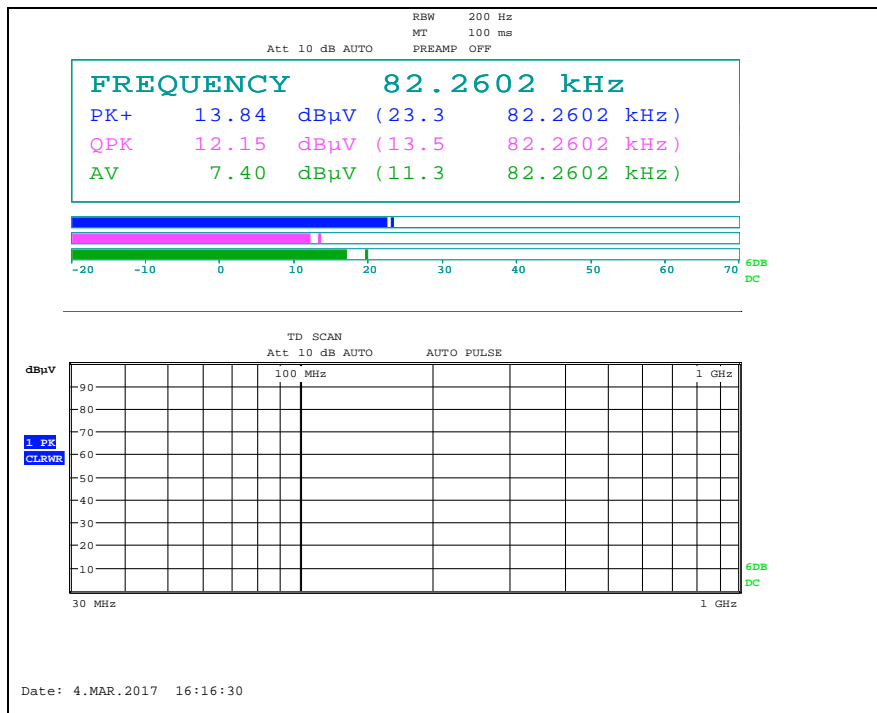 RBW 200 Hz
MT 100 ms
Att 10 dB AUTO PREAMP OFF
FREQUENCY 82.2602 kHz
PK+ 13.84 dBµV (23.3 82.2602 kHz)
QPK 12.15 dBµV (13.5 82.2602 kHz)
AV 7.40 dBµV (11.3 82.2602 kHz)
-20 -10 0 10 20 30 40 50 60 70
6DB
DC
TD SCAN
Att 10 dB AUTO AUTO PULSE
dBµV
100 MHz 1 GHz
90
80
70
1 PK
CLRWR
60
50
40
30
20
10
6DB
DC
30 MHz 1 GHz
Date: 4.MAR.2017 16:16:30